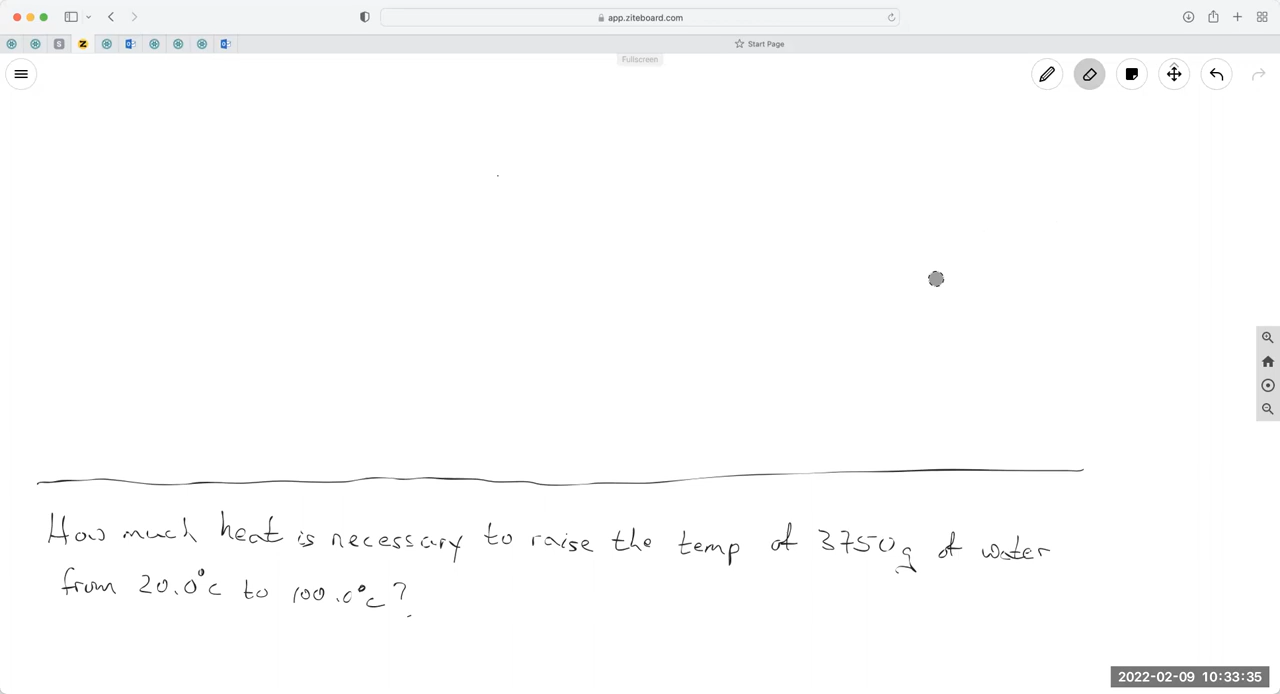 app.ziteboard.com
S
Z
Start Page
Fullscreen
How much heat is necessary to raise the temp of 3750g of water
from 20.0°C to 100.0°C?
2022-02-09 10:33:35